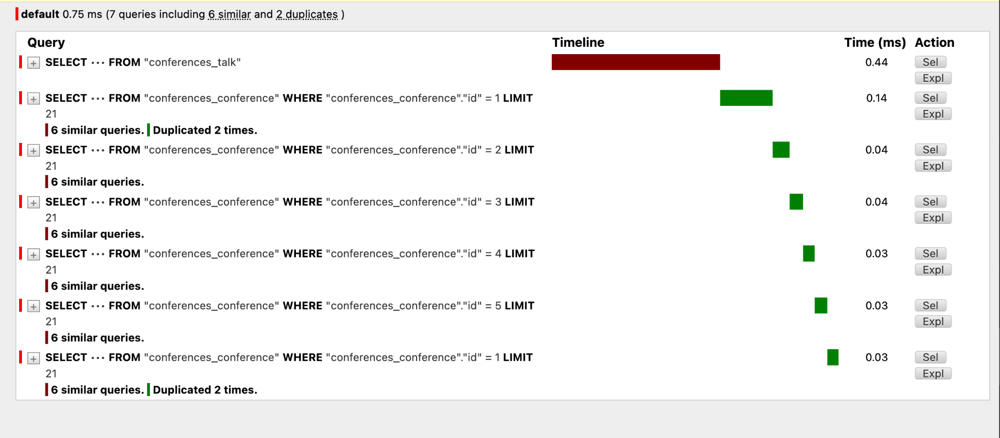 default 0.75 ms (7 queries including 6 similar and 2 duplicates )
Query Timeline Time (ms) Action
+ SELECT ••• FROM "conferences_talk" 0.44 Sel
Expl
+ SELECT ••• FROM "conferences_conference" WHERE "conferences_conference"."id" = 1 LIMIT 0.14 Sel
21 Expl
6 similar queries. Duplicated 2 times.
+ SELECT ••• FROM "conferences_conference" WHERE "conferences_conference"."id" = 2 LIMIT 0.04 Sel
21 Expl
6 similar queries.
+ SELECT ••• FROM "conferences_conference" WHERE "conferences_conference"."id" = 3 LIMIT 0.04 Sel
21 Expl
6 similar queries.
+ SELECT ••• FROM "conferences_conference" WHERE "conferences_conference"."id" = 4 LIMIT 0.03 Sel
21 Expl
6 similar queries.
+ SELECT ••• FROM "conferences_conference" WHERE "conferences_conference"."id" = 5 LIMIT 0.03 Sel
21 Expl
6 similar queries.
+ SELECT ••• FROM "conferences_conference" WHERE "conferences_conference"."id" = 1 LIMIT 0.03 Sel
21 Expl
6 similar queries. Duplicated 2 times.